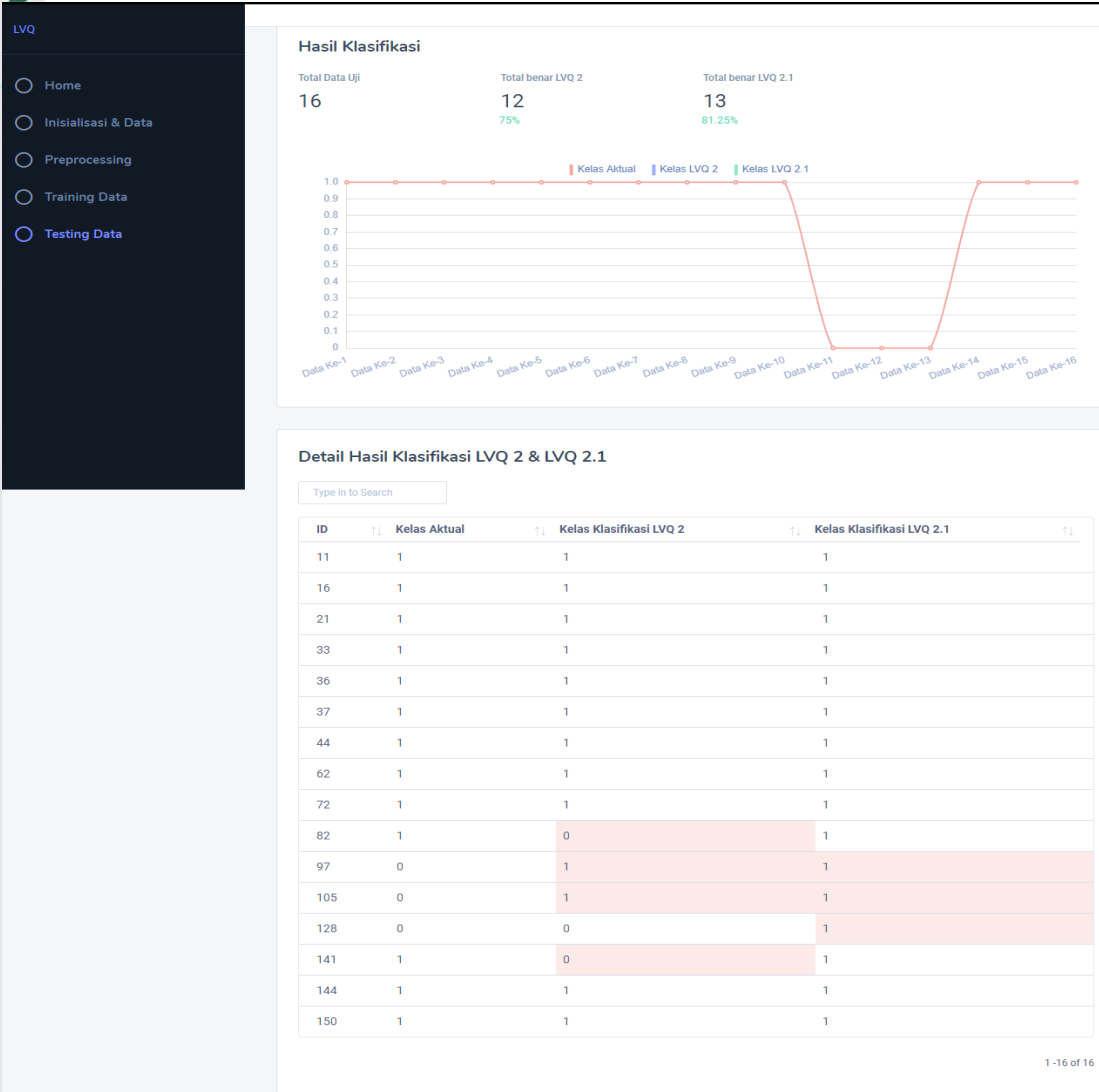 LVQ
Home
Inisialisasi & Data
Preprocessing
Training Data
Testing Data
Hasil Klasifikasi
Total Data Uji Total benar LVQ 2 Total benar LVQ 2.1
16 12 13
75% 81.25%
Kelas Aktual Kelas LVQ 2 Kelas LVQ 2.1
1.0
0.9
0.8
0.7
0.6
0.5
0.4
0.3
0.2
0.1
0
Data Ke-1 Data Ke-2 Data Ke-3 Data Ke-4 Data Ke-5 Data Ke-6 Data Ke-7 Data Ke-8 Data Ke-9 Data Ke-10 Data Ke-11 Data Ke-12 Data Ke-13 Data Ke-14 Data Ke-15 Data Ke-16
Detail Hasil Klasifikasi LVQ 2 & LVQ 2.1
Type in to Search
ID Kelas Aktual Kelas Klasifikasi LVQ 2 Kelas Klasifikasi LVQ 2.1
11 1 1 1
16 1 1 1
21 1 1 1
33 1 1 1
36 1 1 1
37 1 1 1
44 1 1 1
62 1 1 1
72 1 1 1
82 1 0 1
97 0 1 1
105 0 1 1
128 0 0 1
141 1 0 1
144 1 1 1
150 1 1 1
1 -16 of 16